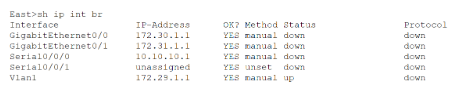 East>sh ip int br
Interface IP-Address OK? Method Status Protocol
GigabitEthernet0/0 172.30.1.1 YES manual down down
GigabitEthernet0/1 172.31.1.1 YES manual down down
Serial0/0/0 10.10.10.1 YES manual down down
Serial0/0/1 unassigned YES unset down down
Vlan1 172.29.1.1 YES manual up down